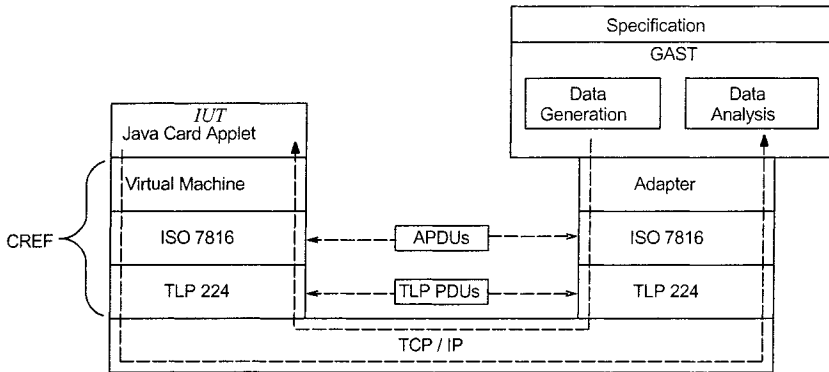 Specification
GAST
Data
Generation
Data
Analysis
IUT
Java Card Applet
Virtual Machine
Adapter
CREF
ISO 7816
APDUs
ISO 7816
TLP 224
TLP PDUs
TLP 224
TCP / IP